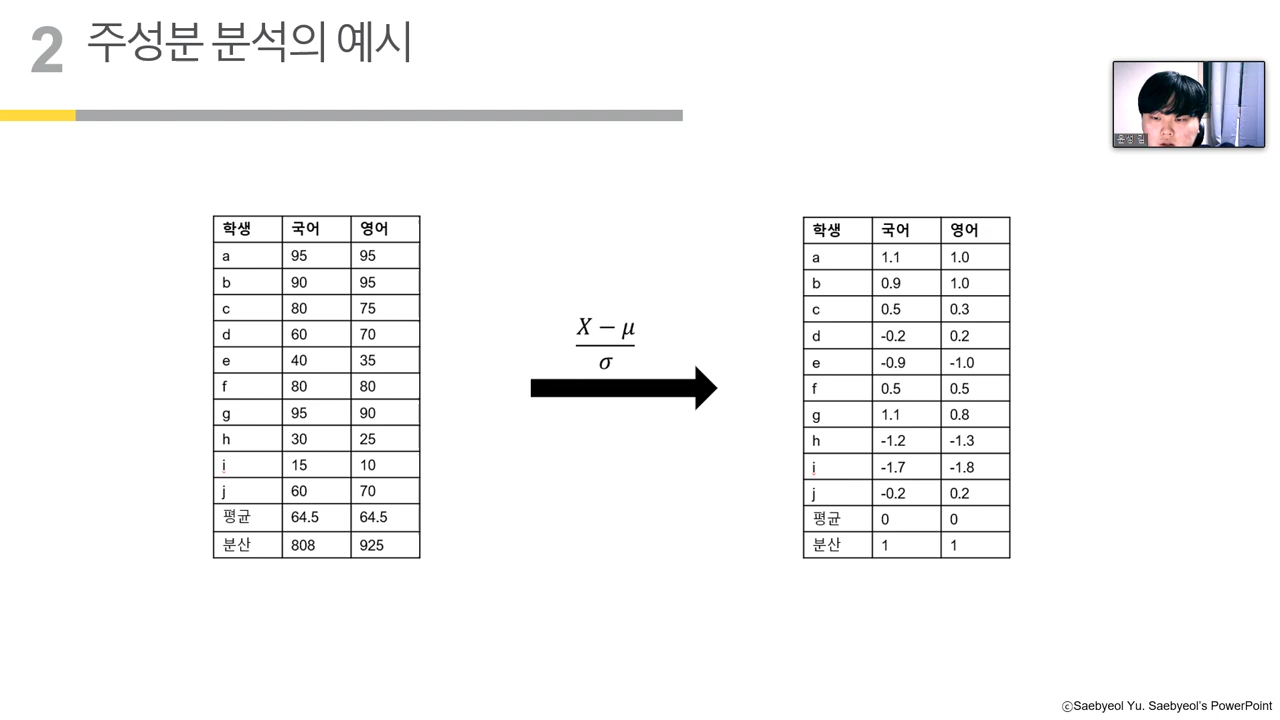 2 주성분 분석의 예시
윤성 김
학생 국어 영어
a 95 95
b 90 95
c 80 75
d 60 70
e 40 35
f 80 80
g 95 90
h 30 25
i 15 10
j 60 70
평균 64.5 64.5
분산 808 925
X − μ
σ
학생 국어 영어
a 1.1 1.0
b 0.9 1.0
c 0.5 0.3
d -0.2 0.2
e -0.9 -1.0
f 0.5 0.5
g 1.1 0.8
h -1.2 -1.3
i -1.7 -1.8
j -0.2 0.2
평균 0 0
분산 1 1
ⓒSaebyeol Yu. Saebyeol's PowerPoint